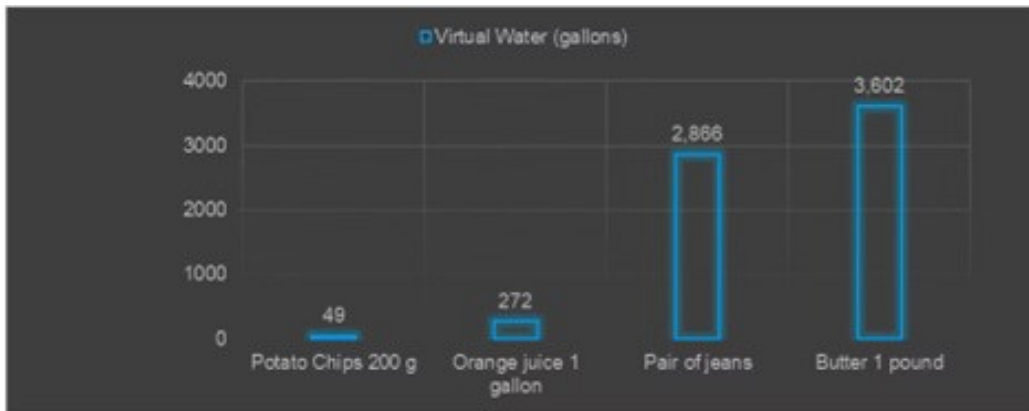 Virtual Water (gallons)
4000
3000
2000
1000
0
49
272
2,866
3,602
Potato Chips 200 g
Orange juice 1
gallon
Pair of jeans
Butter 1 pound